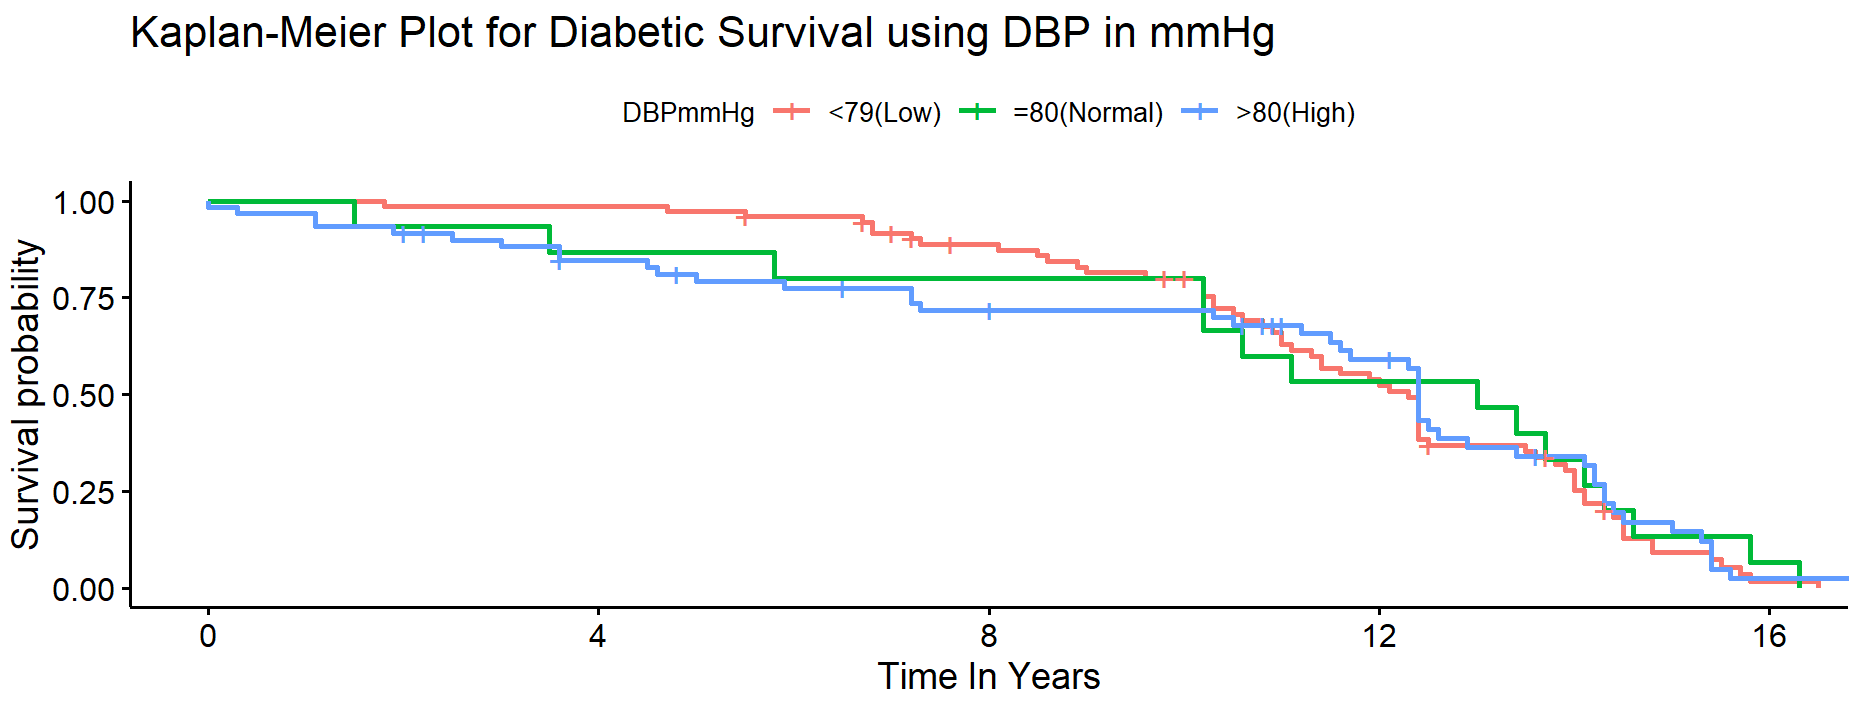 Kaplan-Meier Plot for Diabetic Survival using DBP in mmHg
DBPmmHg <79(Low) =80(Normal) >80(High)
Survival probability
1.00
0.75
0.50
0.25
0.00
0 4 8 12 16
Time In Years